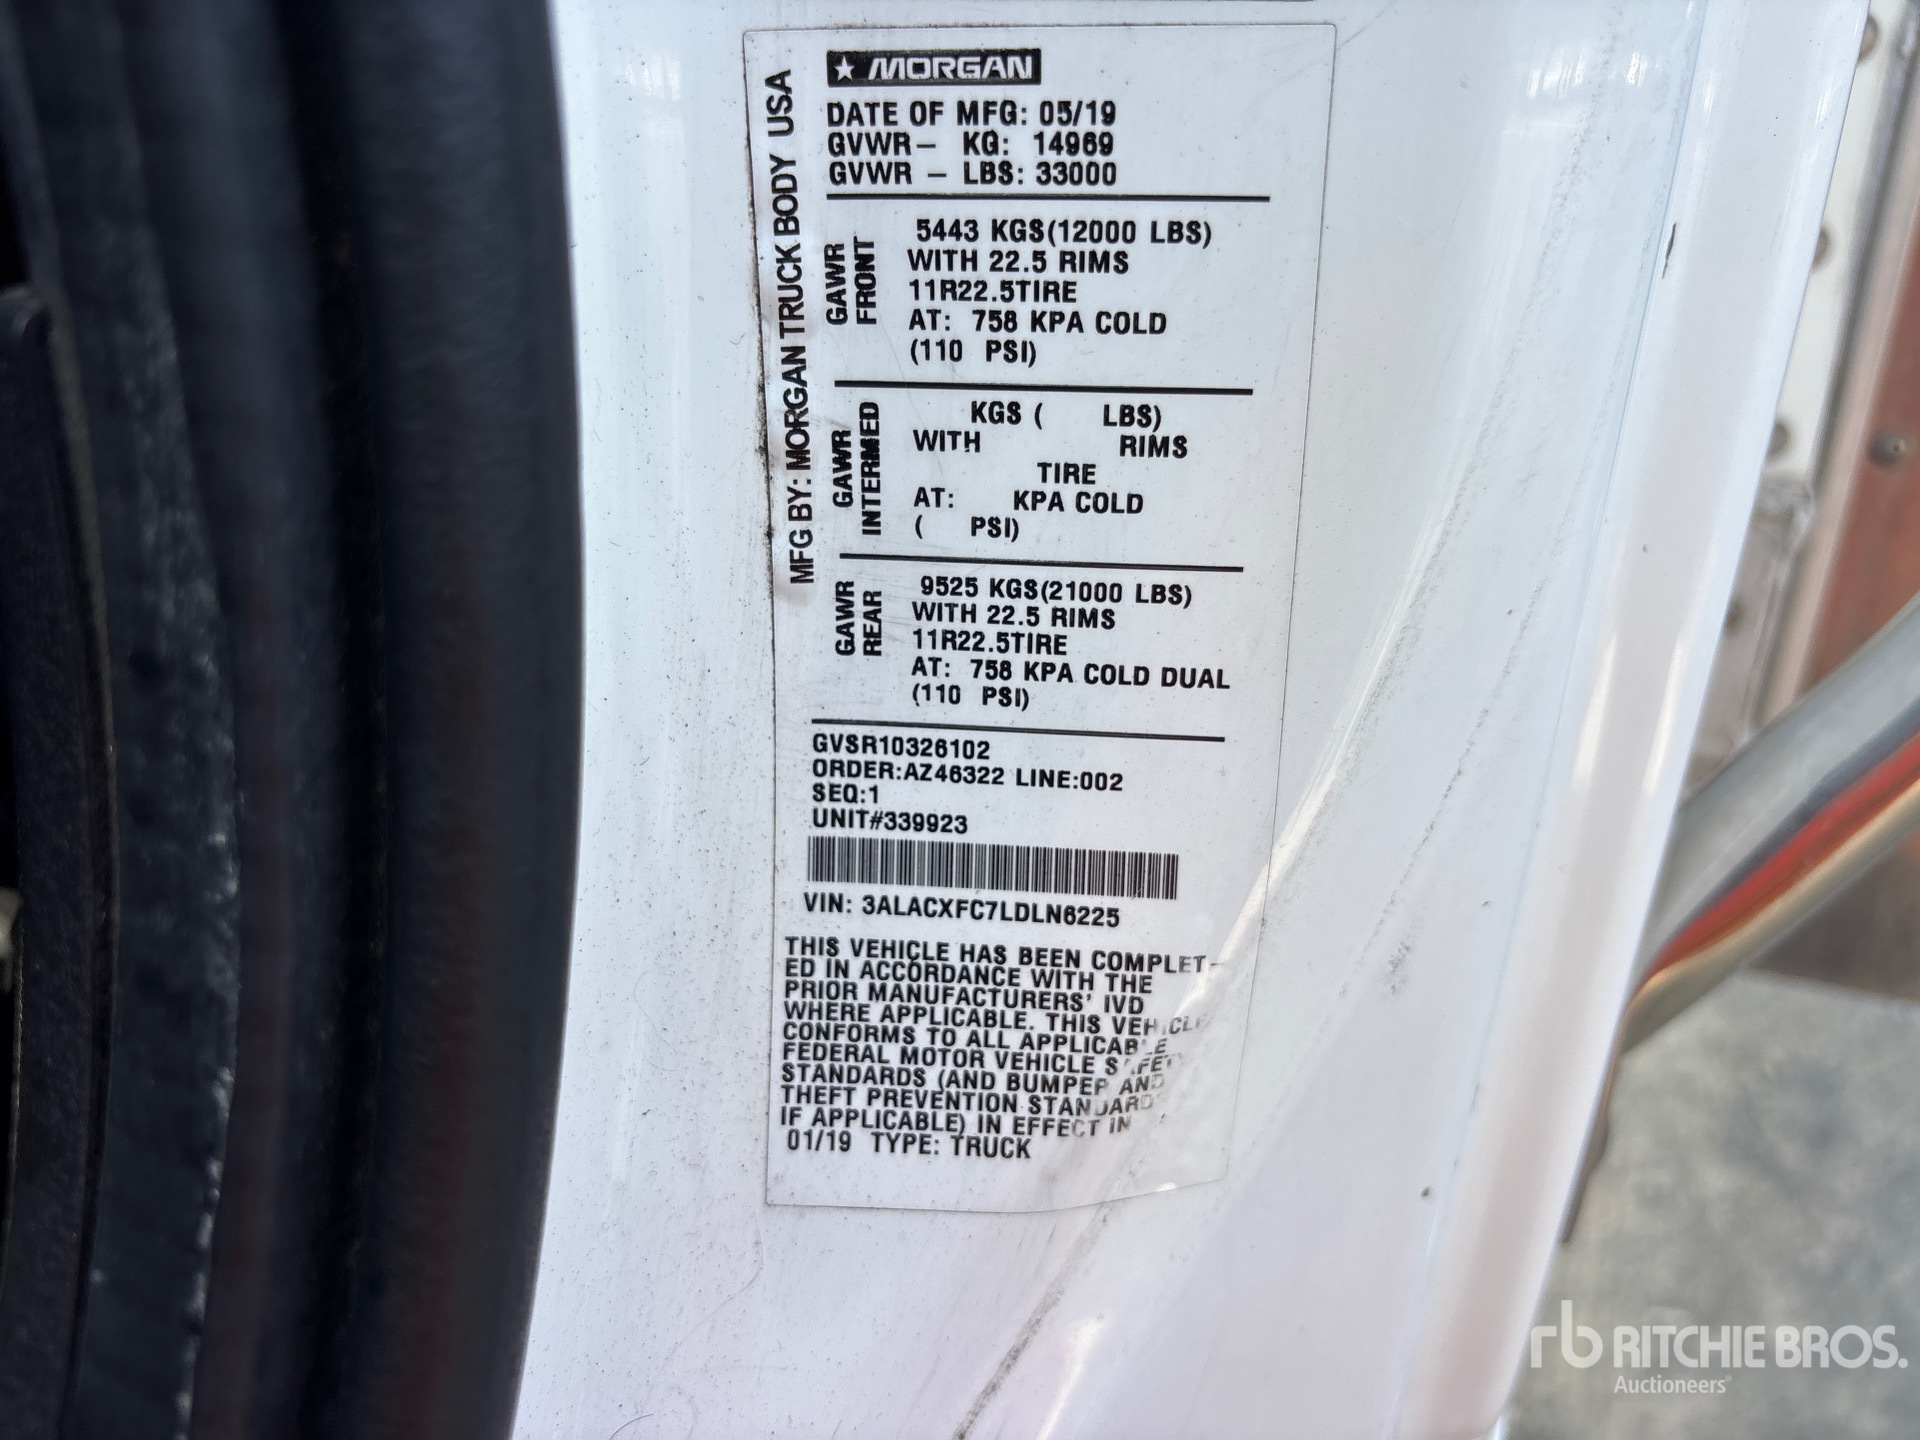 MORGAN
MFG BY: MORGAN TRUCK BODY USA
DATE OF MFG: 05/19
GVWR- KG: 14969
GVWR - LBS: 33000
GAWR
FRONT
5443 KGS(12000 LBS)
WITH 22.5 RIMS
11R22.5TIRE
AT: 758 KPA COLD
(110 PSI)
GAWR
INTERMED
KGS ( LBS)
WITH RIMS
TIRE
AT: KPA COLD
( PSI)
GAWR
REAR
9525 KGS(21000 LBS)
WITH 22.5 RIMS
11R22.5TIRE
AT: 758 KPA COLD DUAL
(110 PSI)
GVSR10326102
ORDER:AZ46322 LINE:002
SEQ:1
UNIT#339923
VIN: 3ALACXFC7LDLN6225
THIS VEHICLE HAS BEEN COMPLET-
ED IN ACCORDANCE WITH THE
PRIOR MANUFACTURERS' IVD
WHERE APPLICABLE. THIS VEHICLE
CONFORMS TO ALL APPLICABLE
FEDERAL MOTOR VEHICLE SAFETY
STANDARDS (AND BUMPER AND
THEFT PREVENTION STANDARDS
IF APPLICABLE) IN EFFECT IN
01/19 TYPE: TRUCK
rb RITCHIE BROS.
Auctioneers